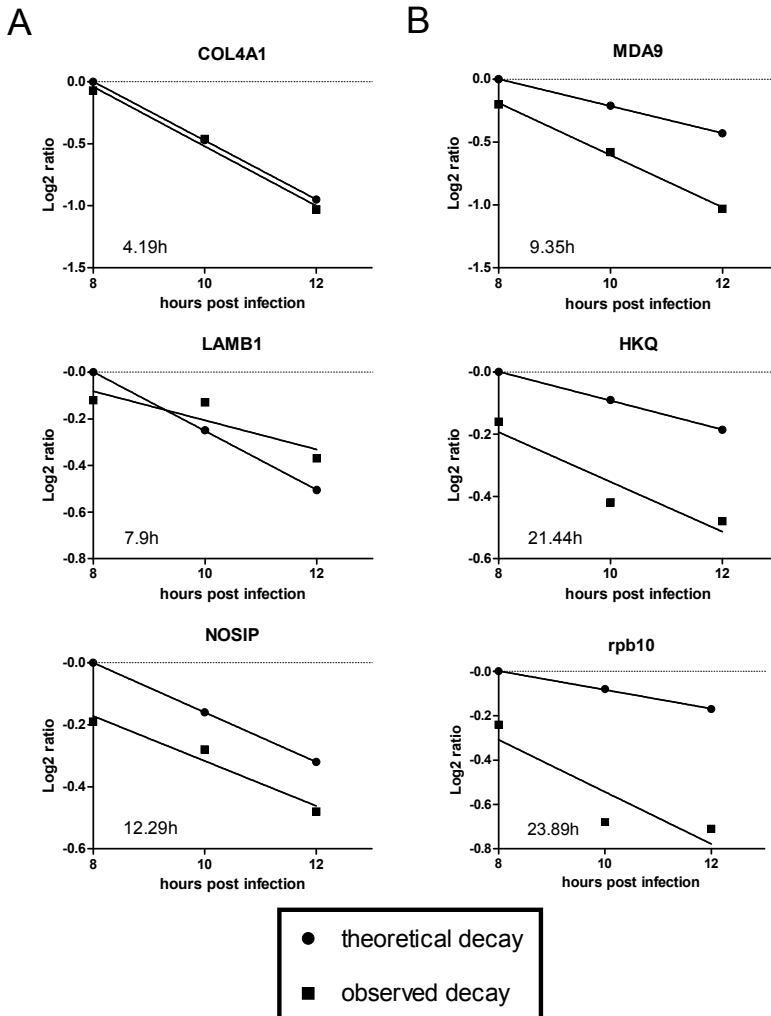 A
COL4A1
0.0
-0.5
-1.0
-1.5
Log2 ratio
4.19h
8
10
12
hours post infection
LAMB1
-0.0
-0.2
-0.4
-0.6
-0.8
Log2 ratio
7.9h
8
10
12
hours post infection
NOSIP
-0.0
-0.2
-0.4
-0.6
Log2 ratio
12.29h
8
10
12
hours post infection
B
MDA9
0.0
-0.5
-1.0
-1.5
Log2 ratio
9.35h
8
10
12
hours post infection
HKQ
-0.0
-0.2
-0.4
-0.6
Log2 ratio
21.44h
8
10
12
hours post infection
rpb10
-0.0
-0.2
-0.4
-0.6
-0.8
Log2 ratio
23.89h
8
10
12
hours post infection
theoretical decay
observed decay